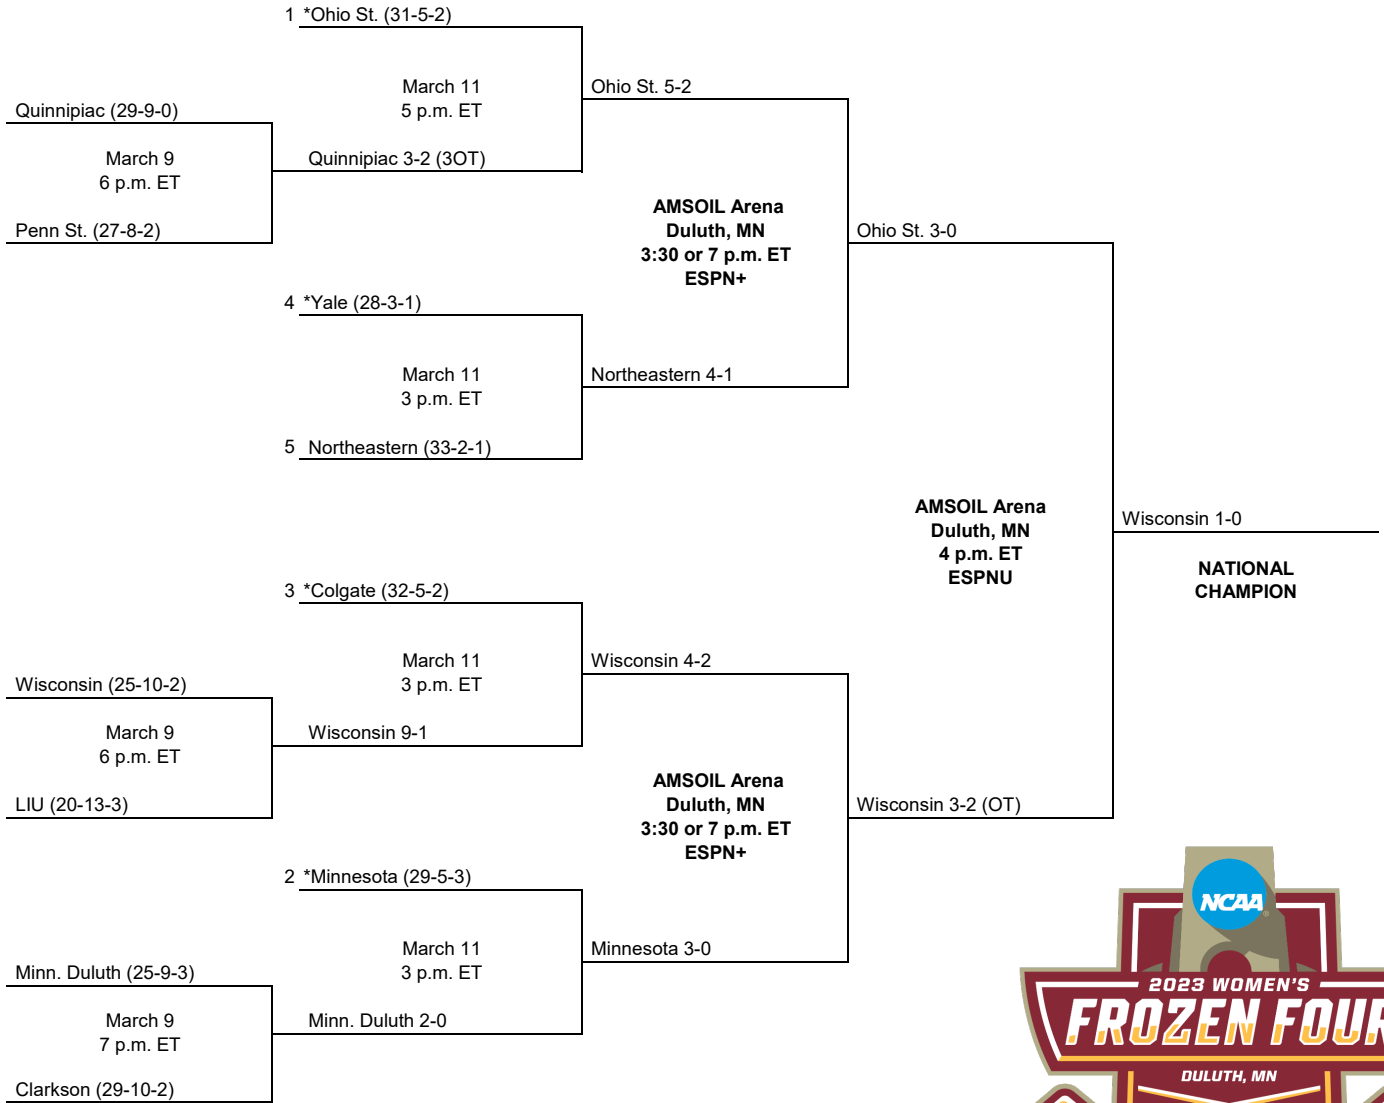 1 *Ohio St. (31-5-2)
March 11
5 p.m. ET
Ohio St. 5-2
Quinnipiac (29-9-0)
March 9
6 p.m. ET
Quinnipiac 3-2 (3OT)
Penn St. (27-8-2)
AMSOIL Arena
Duluth, MN
3:30 or 7 p.m. ET
ESPN+
Ohio St. 3-0
4 *Yale (28-3-1)
March 11
3 p.m. ET
Northeastern 4-1
5 Northeastern (33-2-1)
AMSOIL Arena
Duluth, MN
4 p.m. ET
ESPNU
Wisconsin 1-0
NATIONAL
CHAMPION
3 *Colgate (32-5-2)
March 11
3 p.m. ET
Wisconsin 4-2
Wisconsin (25-10-2)
March 9
6 p.m. ET
Wisconsin 9-1
LIU (20-13-3)
AMSOIL Arena
Duluth, MN
3:30 or 7 p.m. ET
ESPN+
Wisconsin 3-2 (OT)
2 *Minnesota (29-5-3)
March 11
3 p.m. ET
Minnesota 3-0
Minn. Duluth (25-9-3)
March 9
7 p.m. ET
Minn. Duluth 2-0
Clarkson (29-10-2)
NCAA
®
2023 WOMEN'S
FROZEN FOUR
DULUTH, MN